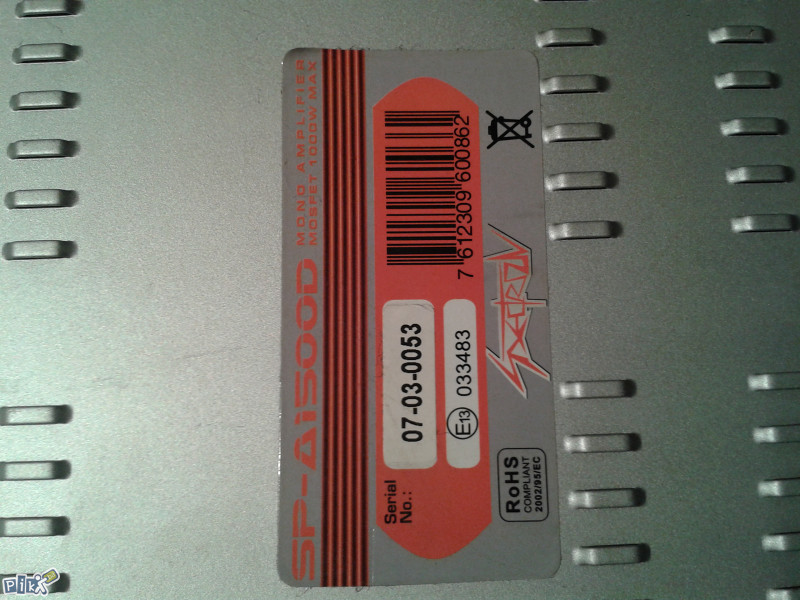 SP-A1500D
MONO AMPLIFIER
MOSFET 1000W MAX
Serial
No.:
07-03-0053
E13 033483
7 612309 600862
Spectron
RoHS
COMPLIANT
2002/95/EC
pik